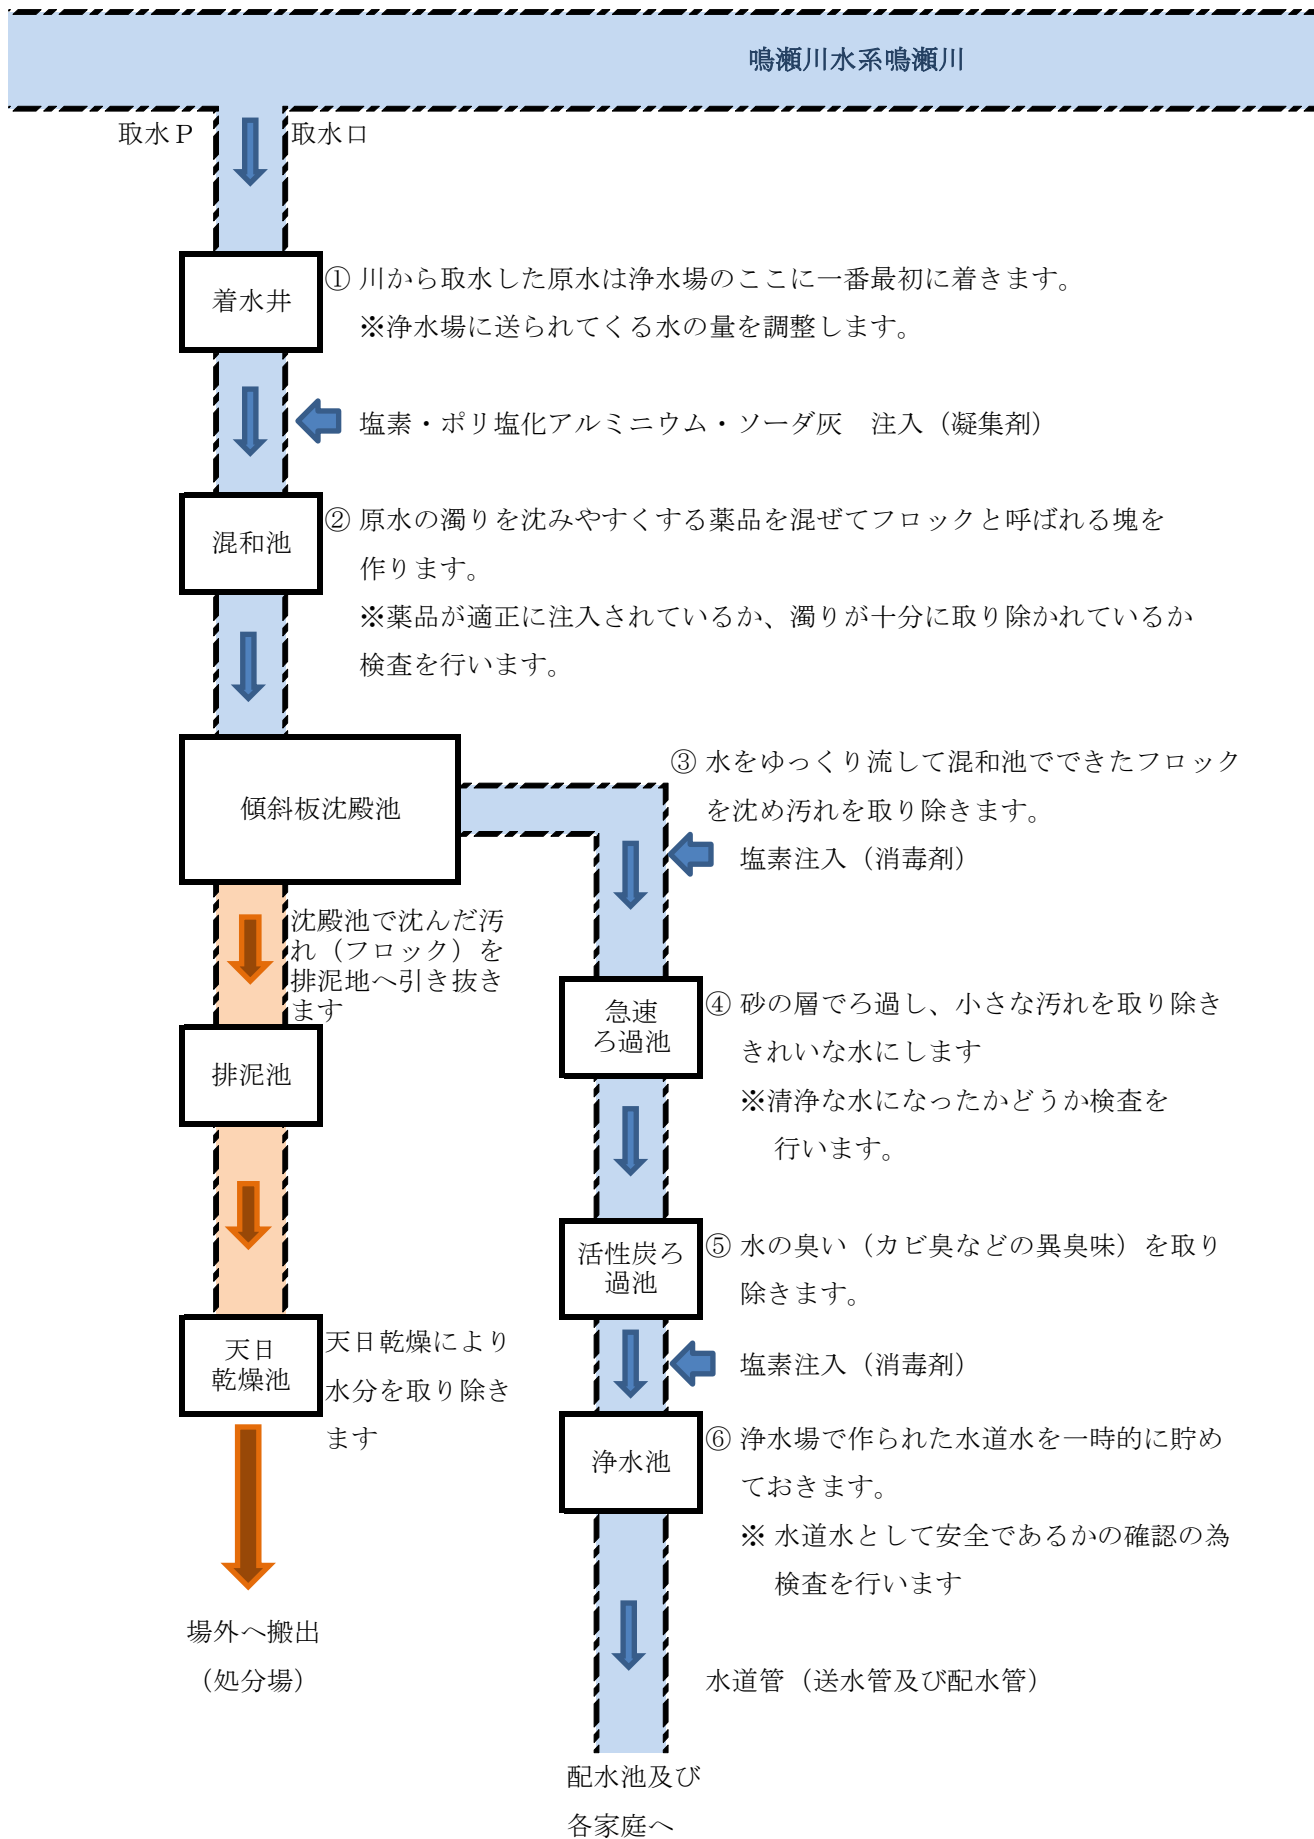 鳴瀬川水系鳴瀬川
取水Ｐ
取水口
着水井
① 川から取水した原水は浄水場のここに一番最初に着きます。
※浄水場に送られてくる水の量を調整します。
塩素・ポリ塩化アルミニウム・ソーダ灰　注入（凝集剤）
混和池
② 原水の濁りを沈みやすくする薬品を混ぜてフロックと呼ばれる塊を
作ります。
※薬品が適正に注入されているか、濁りが十分に取り除かれているか
検査を行います。
傾斜板沈殿池
③ 水をゆっくり流して混和池でできたフロック
を沈め汚れを取り除きます。
塩素注入（消毒剤）
沈殿池で沈んだ汚
れ（フロック）を
排泥地へ引き抜き
ます
排泥池
急速
ろ過池
④ 砂の層でろ過し、小さな汚れを取り除き
きれいな水にします
※清浄な水になったかどうか検査を
行います。
活性炭ろ
過池
⑤ 水の臭い（カビ臭などの異臭味）を取り
除きます。
天日
乾燥池
天日乾燥により
水分を取り除き
ます
塩素注入（消毒剤）
浄水池
⑥ 浄水場で作られた水道水を一時的に貯め
ておきます。
※ 水道水として安全であるかの確認の為
検査を行います
場外へ搬出
（処分場）
水道管（送水管及び配水管）
配水池及び
各家庭へ